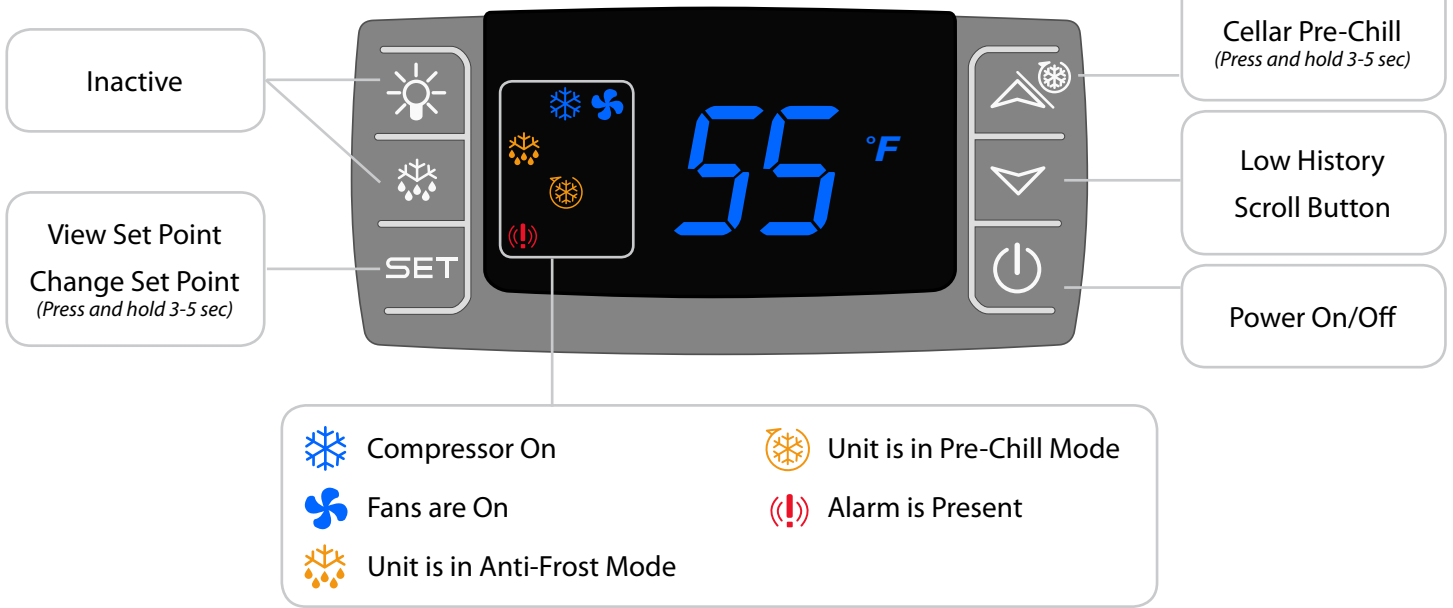 Inactive
View Set Point
Change Set Point
(Press and hold 3-5 sec)
SET
55 °F
Cellar Pre-Chill
(Press and hold 3-5 sec)
Low History
Scroll Button
Power On/Off
Compressor On
Fans are On
Unit is in Anti-Frost Mode
Unit is in Pre-Chill Mode
Alarm is Present